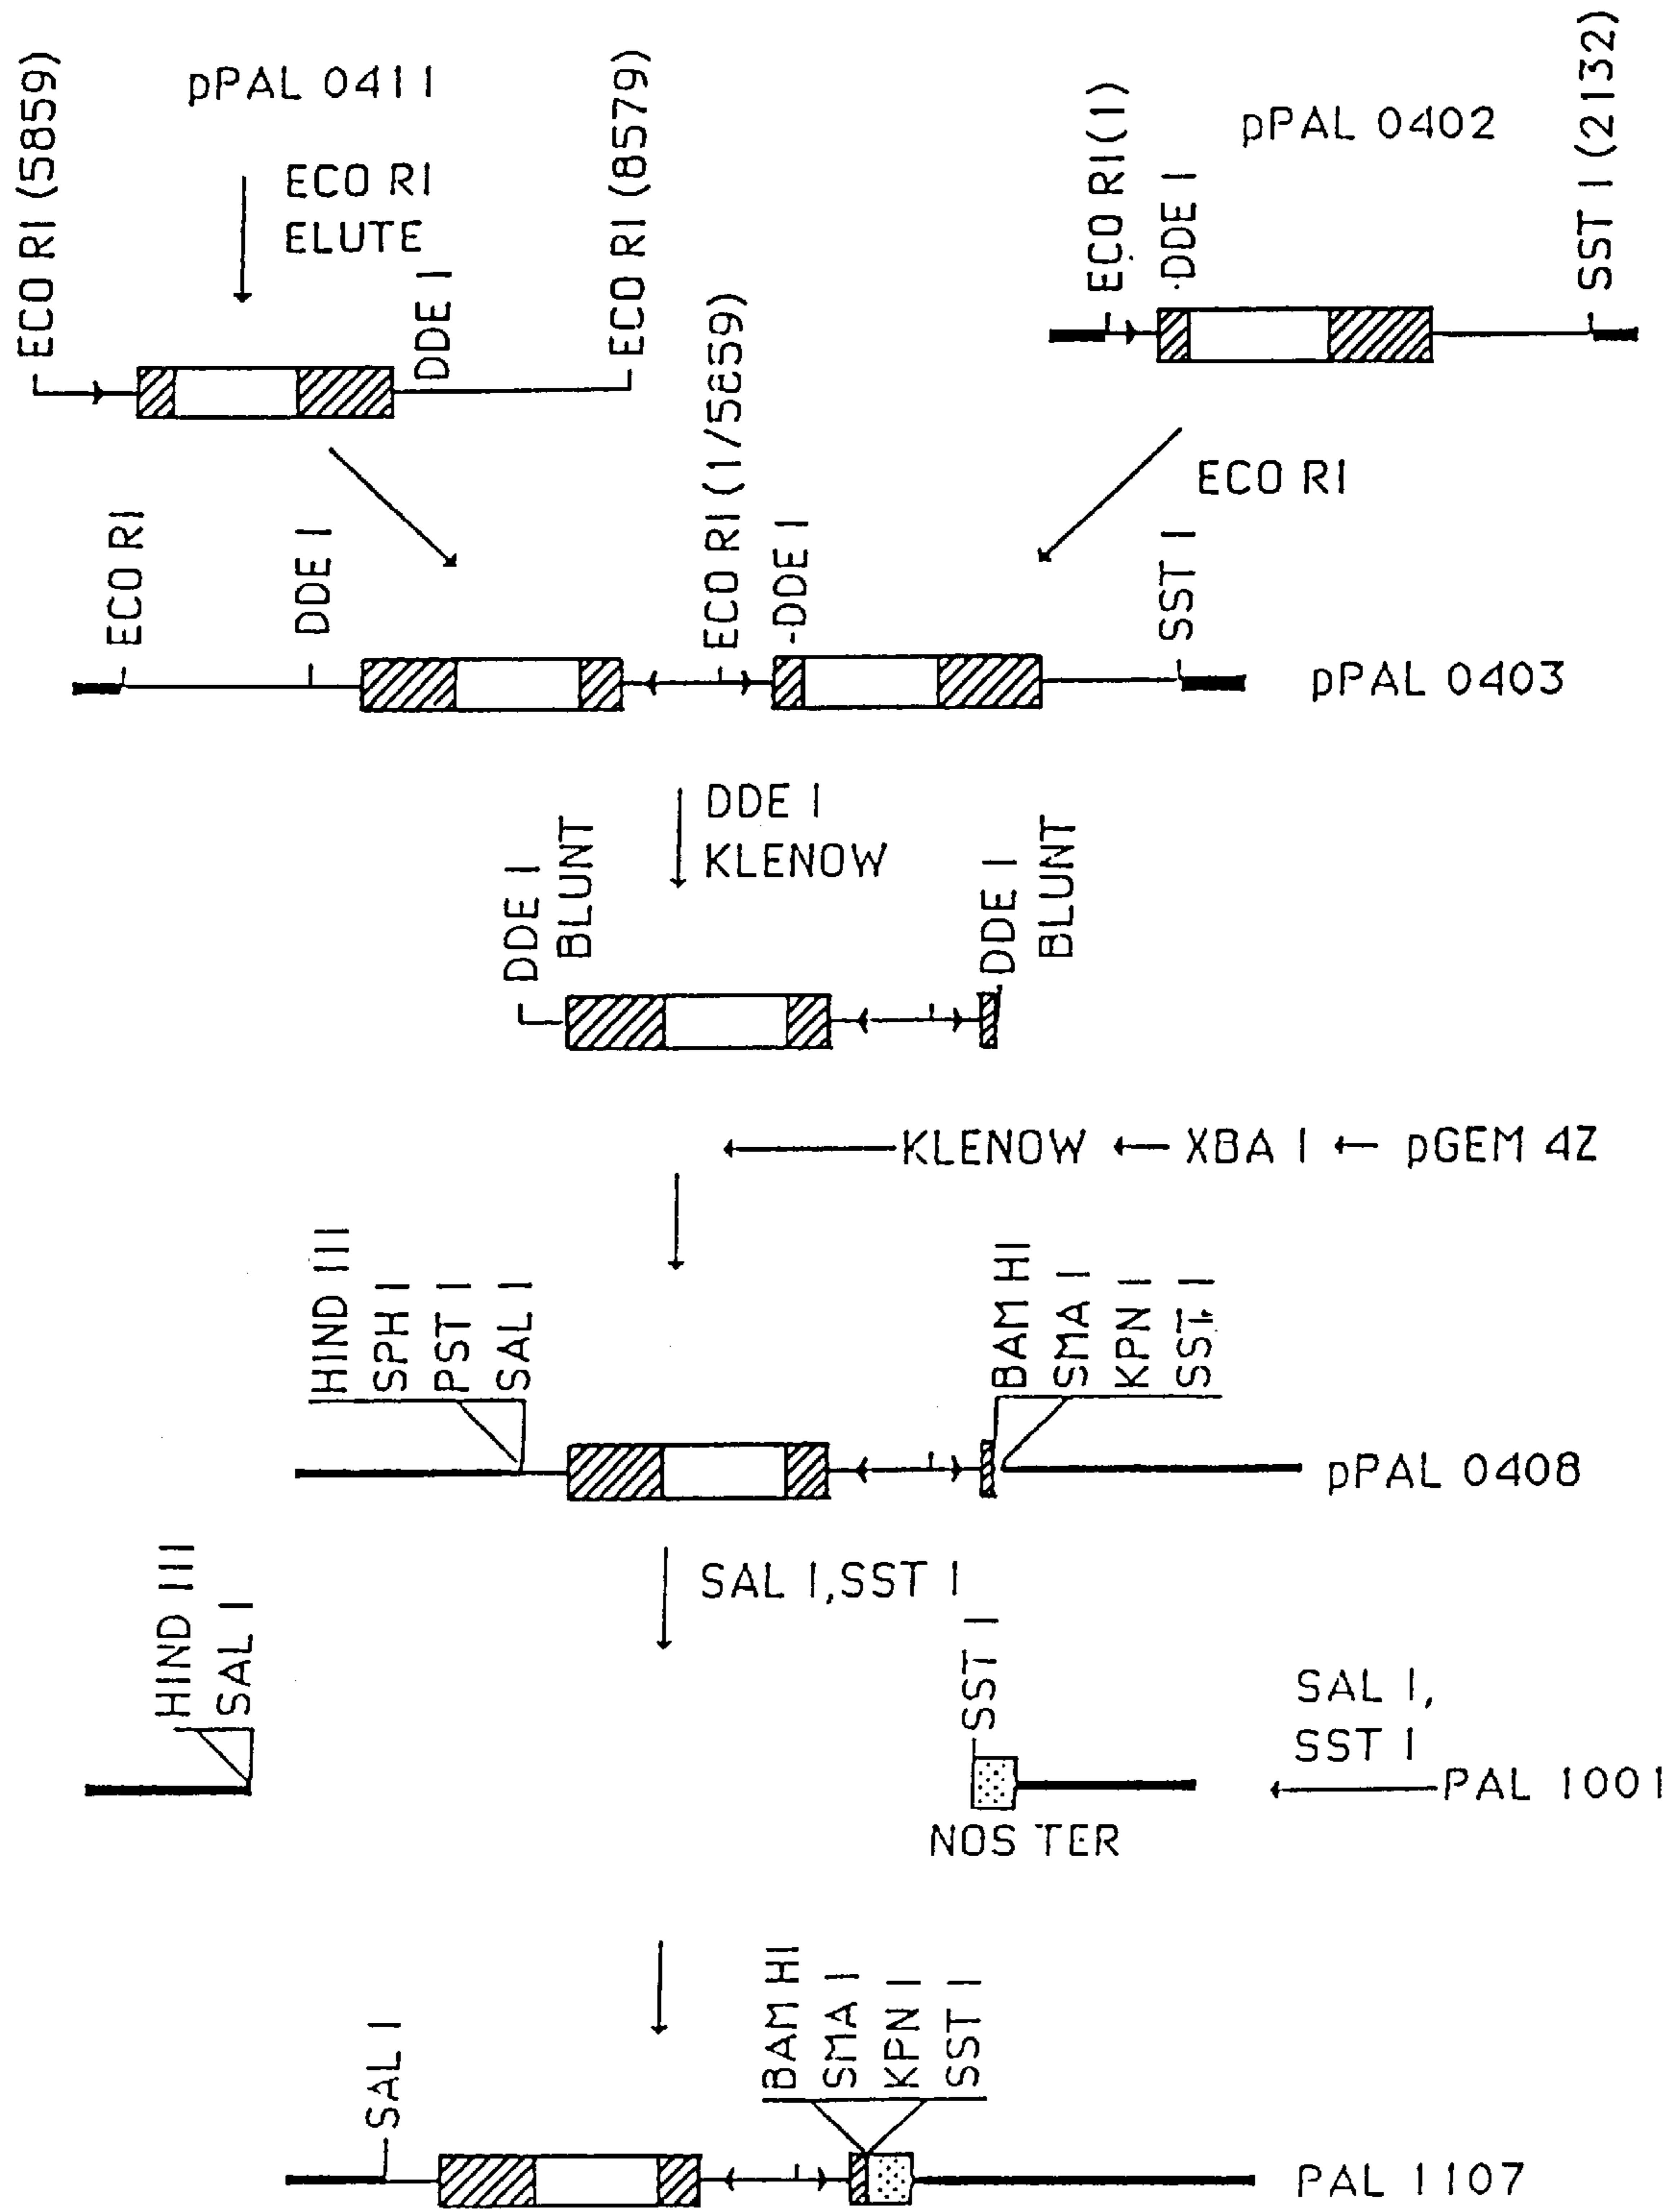 ECO RI (5859)
pPAL 0411
ECO RI
ELUTE
DDE I
ECO RI (8579)
ECO RI (1)
DDE I
pPAL 0402
SST I (2132)
ECO RI
ECO RI
DDE I
ECO RI (1/5859)
DDE I
SST I
pPAL 0403
DDE I
KLENOW
DDE I
BLUNT
DDE I
BLUNT
KLENOW ← XBA I ← pGEM 4Z
HIND III
SPH I
PST I
SAL I
BAM HI
SMA I
KPN I
SST I
pPAL 0408
SAL I, SST I
HIND III
SAL I
SST I
NOS TER
SAL I,
SST I
PAL 1001
SAL I
BAM HI
SMA I
KPN I
SST I
PAL 1107